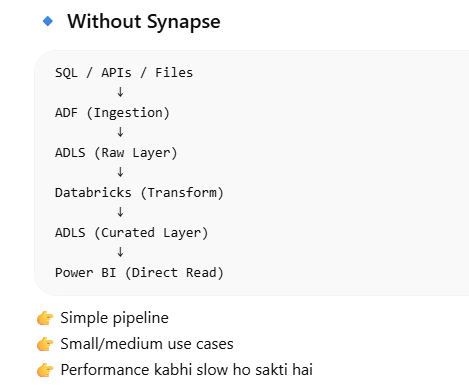 🔹 Without Synapse
SQL / APIs / Files
↓
ADF (Ingestion)
↓
ADLS (Raw Layer)
↓
Databricks (Transform)
↓
ADLS (Curated Layer)
↓
Power BI (Direct Read)
👉 Simple pipeline
👉 Small/medium use cases
👉 Performance kabhi slow ho sakti hai